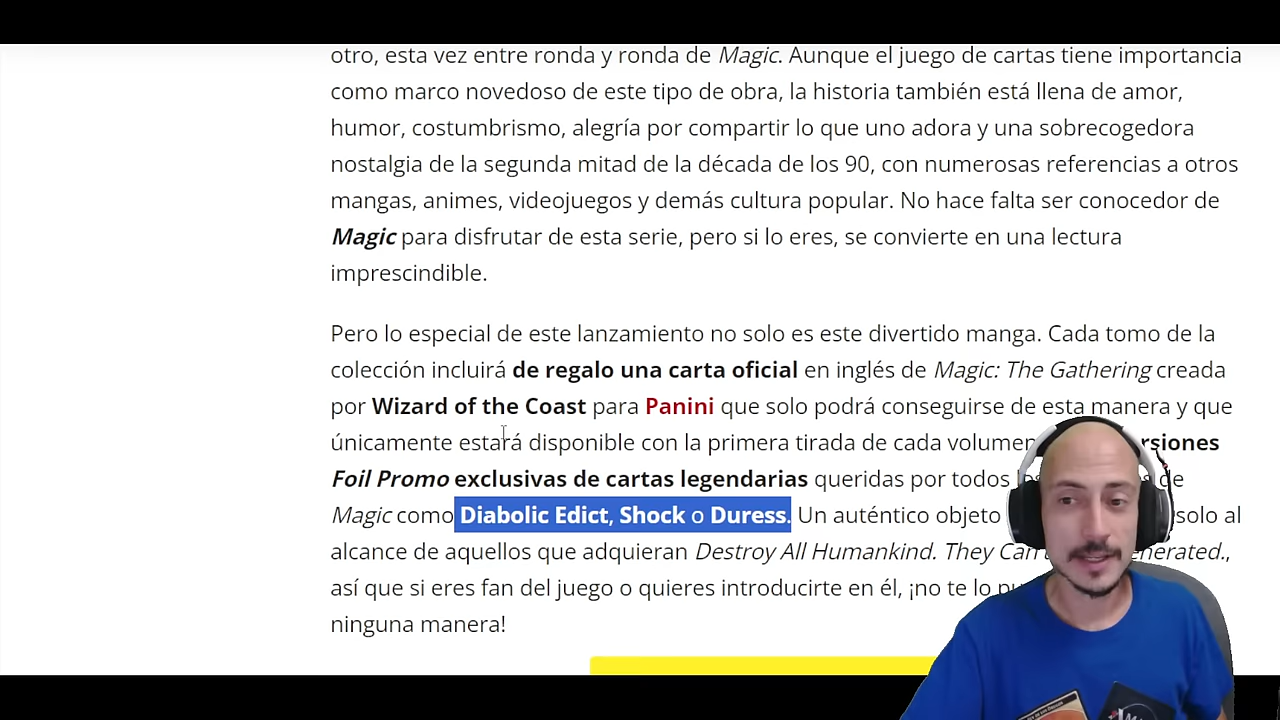 otro, esta vez entre ronda y ronda de Magic. Aunque el juego de cartas tiene importancia
como marco novedoso de este tipo de obra, la historia también está llena de amor,
humor, costumbrismo, alegría por compartir lo que uno adora y una sobrecogedora
nostalgia de la segunda mitad de la década de los 90, con numerosas referencias a otros
mangas, animes, videojuegos y demás cultura popular. No hace falta ser conocedor de
Magic para disfrutar de esta serie, pero si lo eres, se convierte en una lectura
imprescindible.
Pero lo especial de este lanzamiento no solo es este divertido manga. Cada tomo de la
colección incluirá de regalo una carta oficial en inglés de Magic: The Gathering creada
por Wizard of the Coast para Panini que solo podrá conseguirse de esta manera y que
únicamente estará disponible con la primera tirada de cada volumen rsiones
Foil Promo exclusivas de cartas legendarias queridas por todos de
Magic como Diabolic Edict, Shock o Duress. Un auténtico objeto solo al
alcance de aquellos que adquieran Destroy All Humankind. They Can enerated.,
así que si eres fan del juego o quieres introducirte en él, ¡no te lo
ninguna manera!